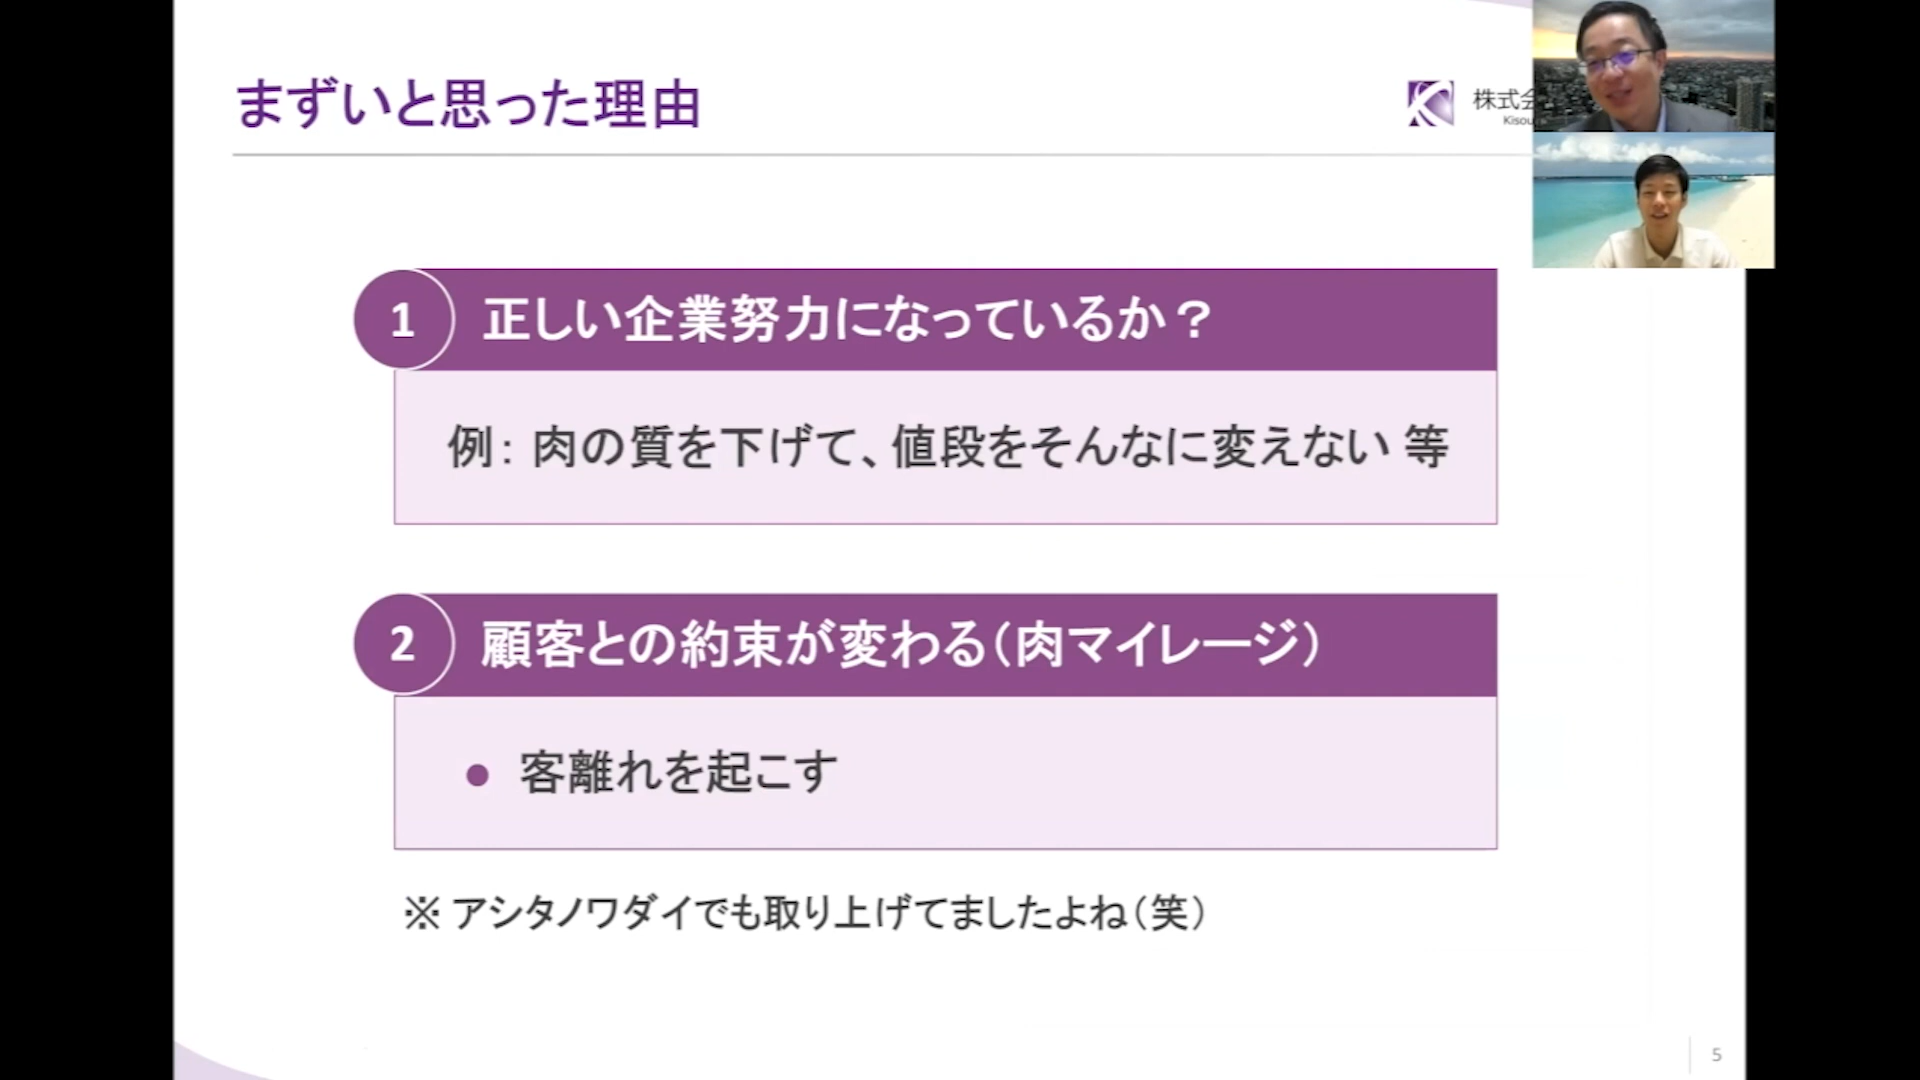 まずいと思った理由
株式会
Kisou
1 正しい企業努力になっているか？
例：肉の質を下げて、値段をそんなに変えない 等
2 顧客との約束が変わる（肉マイレージ）
● 客離れを起こす
※ アシタノワダイでも取り上げてましたよね（笑）
5